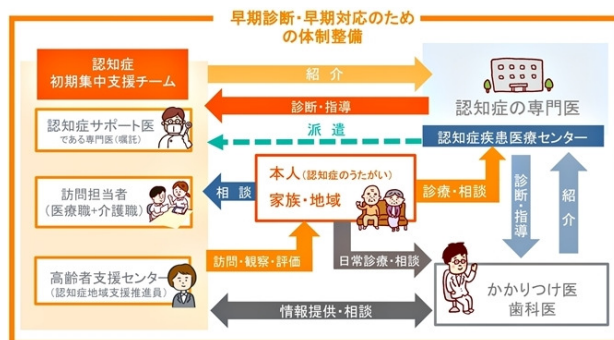 早期診断・早期対応のため
の体制整備
認知症
初期集中支援チーム
紹介
診断・指導
派遣
認知症の専門医
認知症疾患医療センター
認知症サポート医
である専門医(嘱託)
訪問担当者
(医療職+介護職)
高齢者支援センター
(認知症地域支援推進員)
相談
本人(認知症のうたがい)
家族・地域
診療・相談
訪問・観察・評価
日常診療・相談
診断・指導
紹介
かかりつけ医
歯科医
情報提供・相談